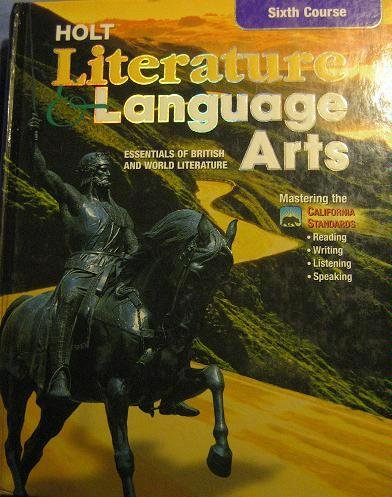 Sixth Course
HOLT
Literature
& Language
Arts
ESSENTIALS OF BRITISH
AND WORLD LITERATURE
Mastering the
CALIFORNIA
STANDARDS
• Reading
• Writing
• Listening
• Speaking